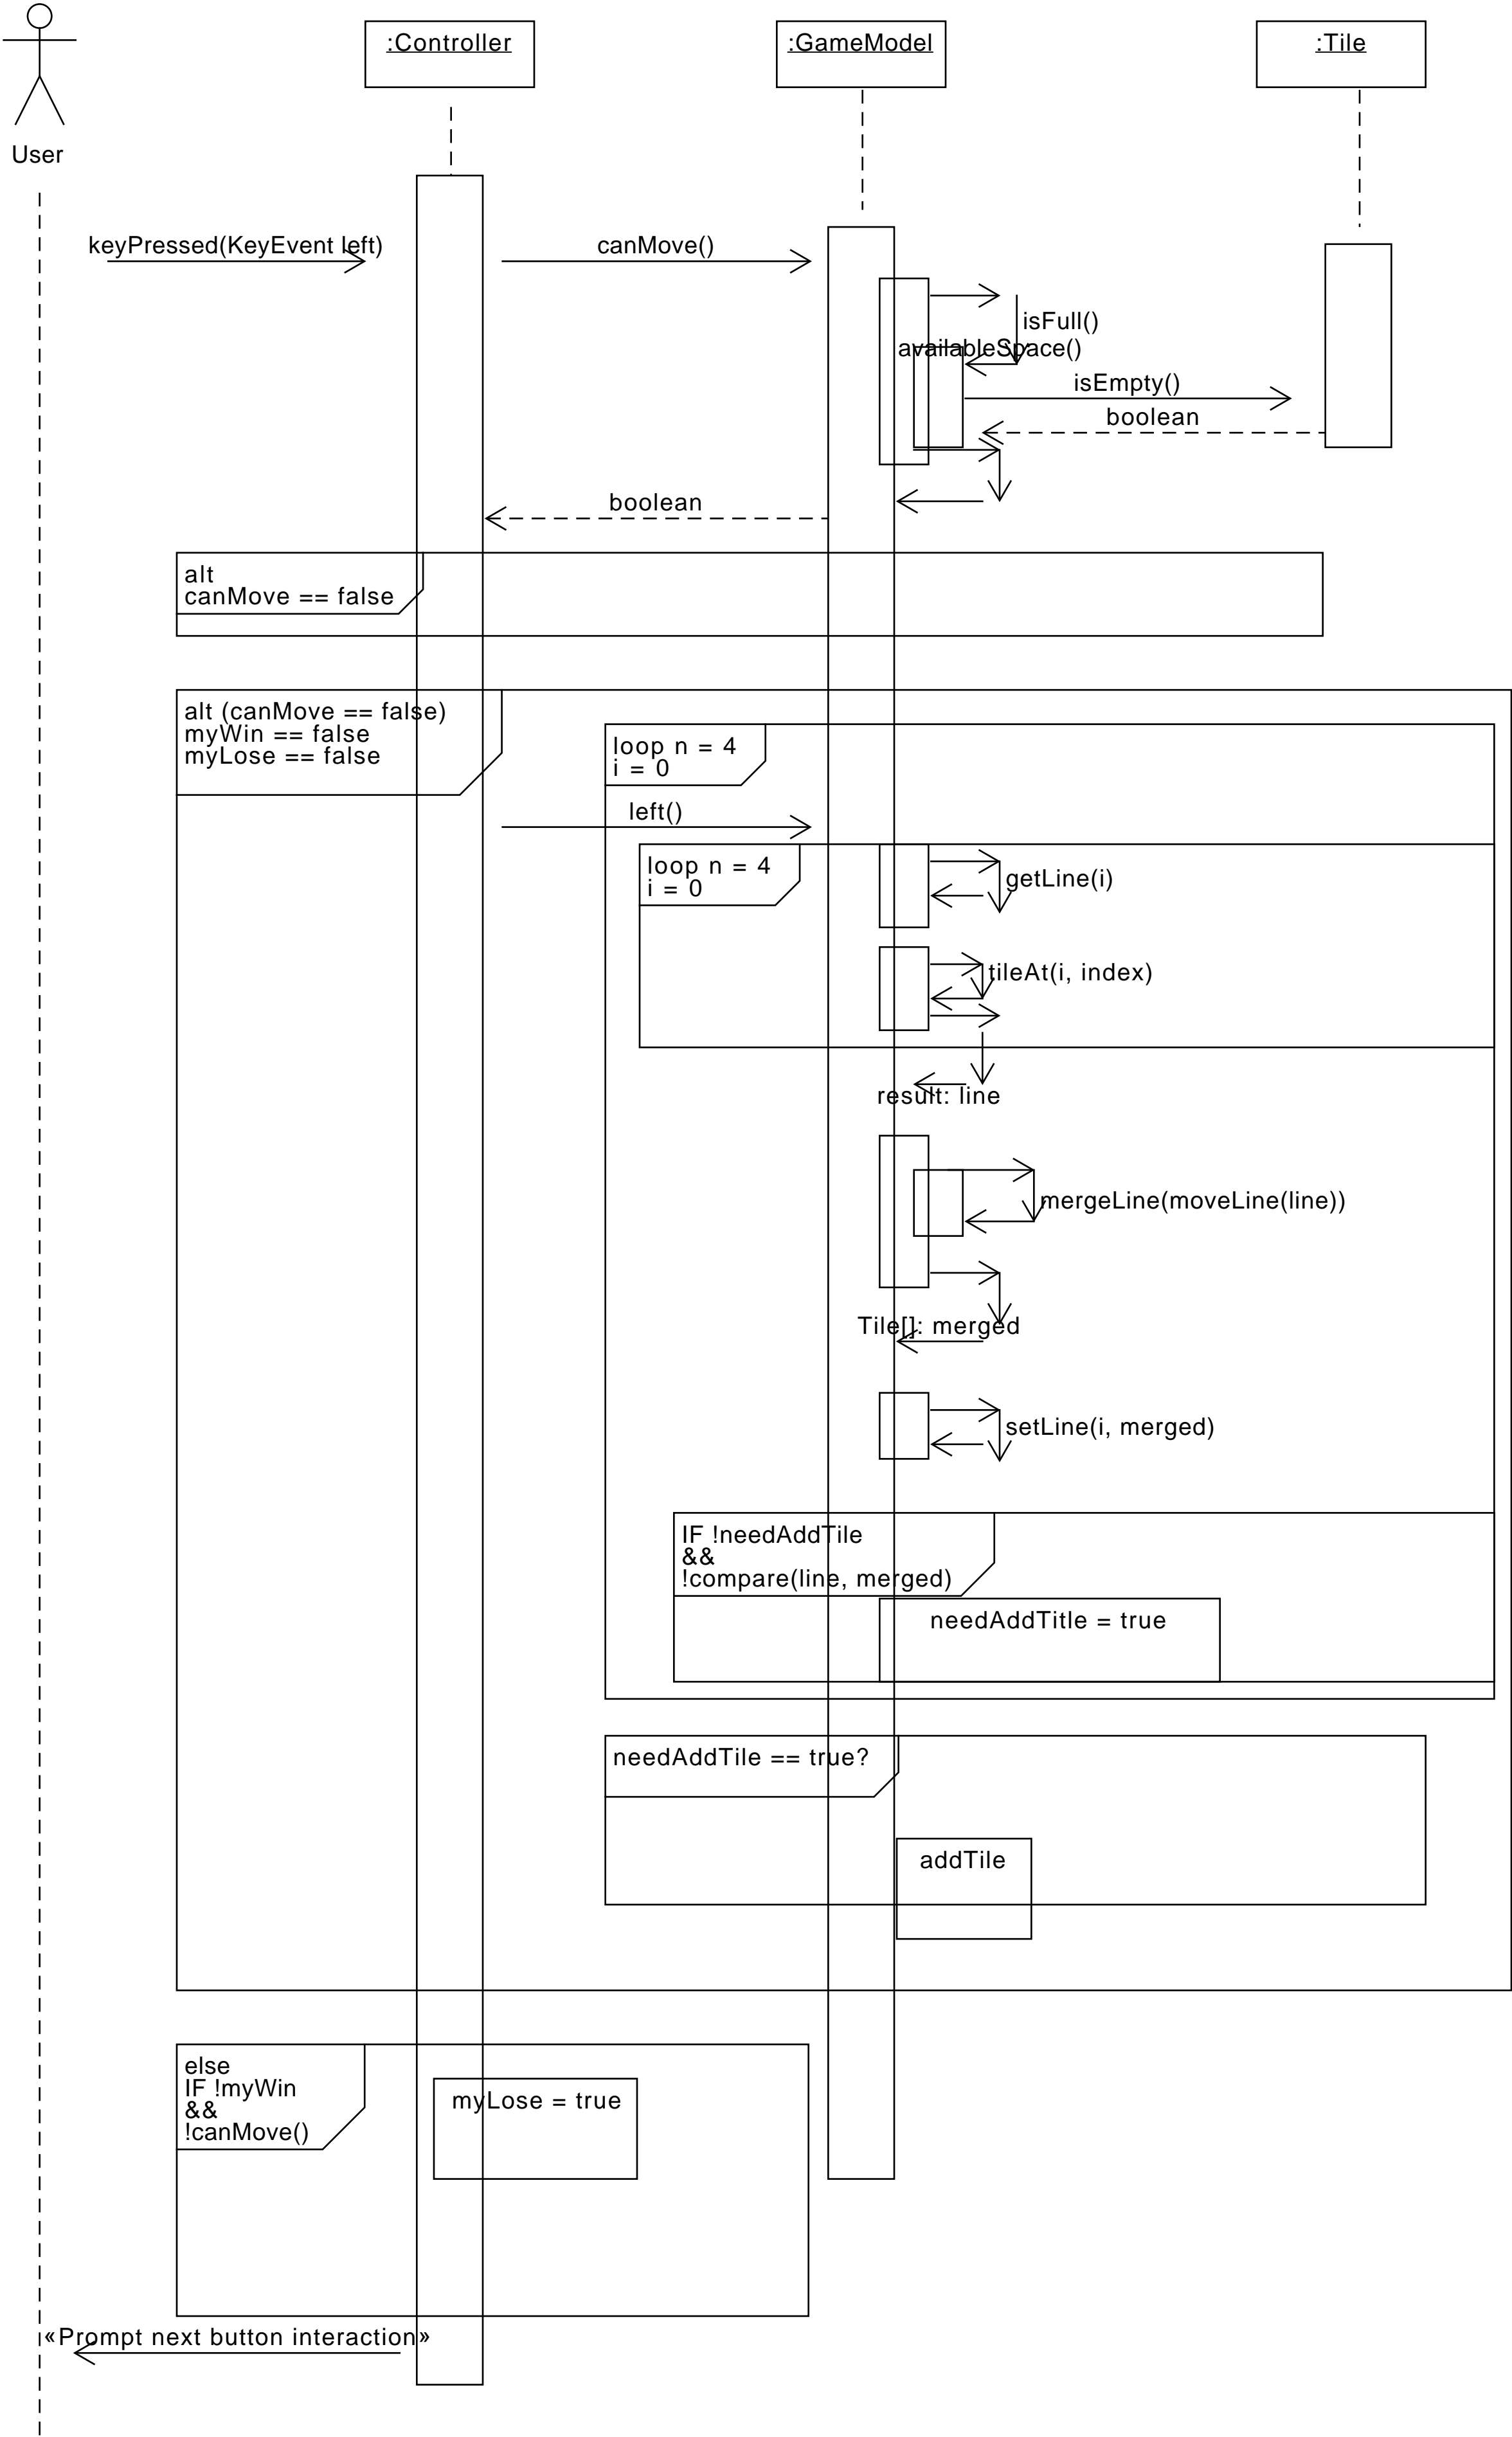 :Controller
:GameModel
:Tile
User
keyPressed(KeyEvent left)
canMove()
isFull()
availableSpace()
isEmpty()
boolean
boolean
alt
canMove == false
alt (canMove == false)
myWin == false
myLose == false
loop n = 4
i = 0
left()
loop n = 4
i = 0
getLine(i)
tileAt(i, index)
result: line
mergeLine(moveLine(line))
Tile[]: merged
setLine(i, merged)
IF !needAddTile
&&
!compare(line, merged)
needAddTitle = true
needAddTile == true?
addTile
else
IF !myWin
&&
!canMove()
myLose = true
«Prompt next button interaction»